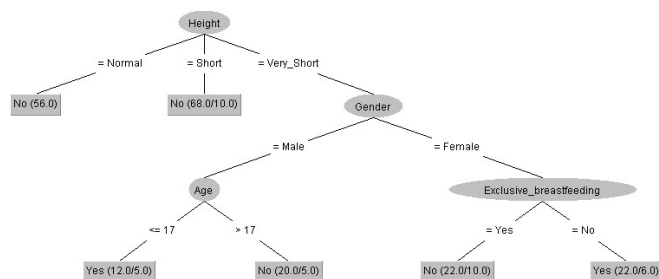 Height
= Normal
= Short
= Very_Short
No (56.0)
No (68.0/10.0)
Gender
= Male
= Female
Age
Exclusive_breastfeeding
<= 17
> 17
= Yes
= No
Yes (12.0/5.0)
No (20.0/5.0)
No (22.0/10.0)
Yes (22.0/6.0)